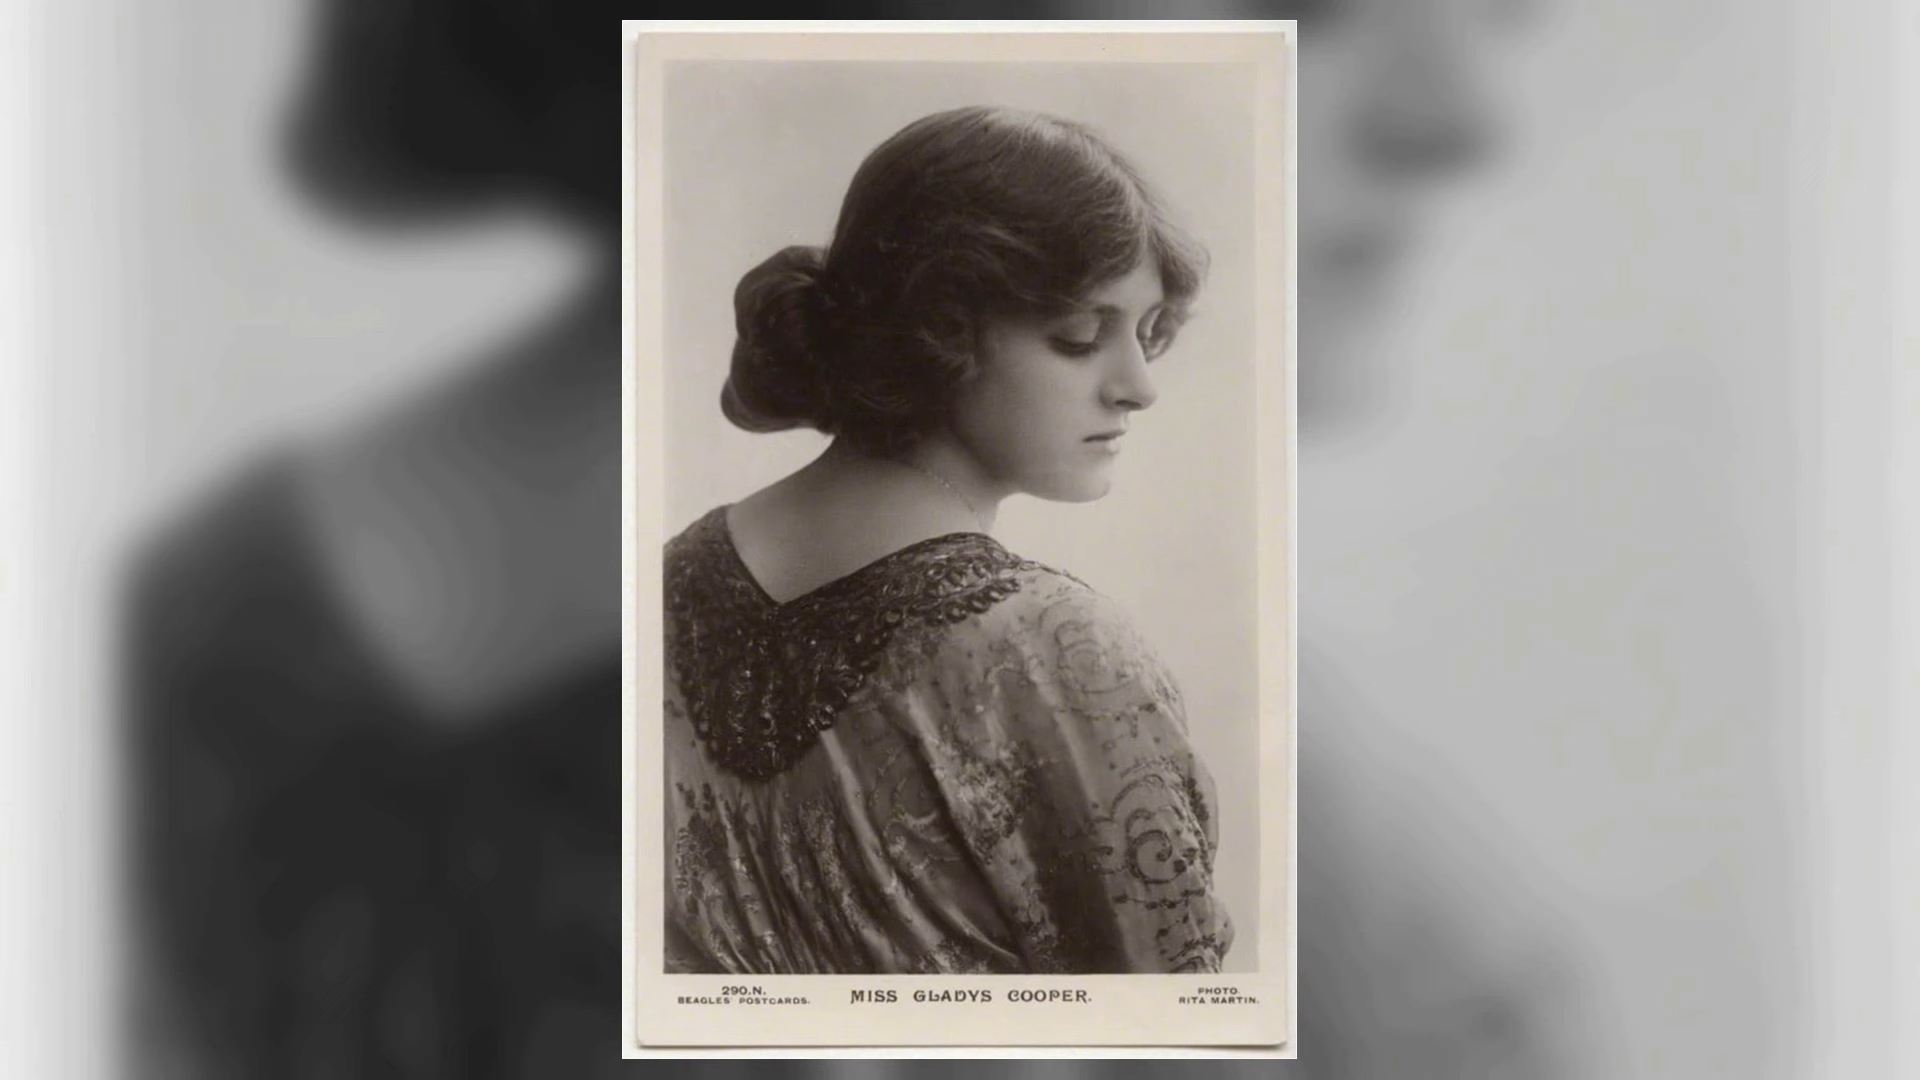 290.N.
BEAGLES' POSTCARDS.
MISS GLADYS COOPER.
PHOTO.
RITA MARTIN.